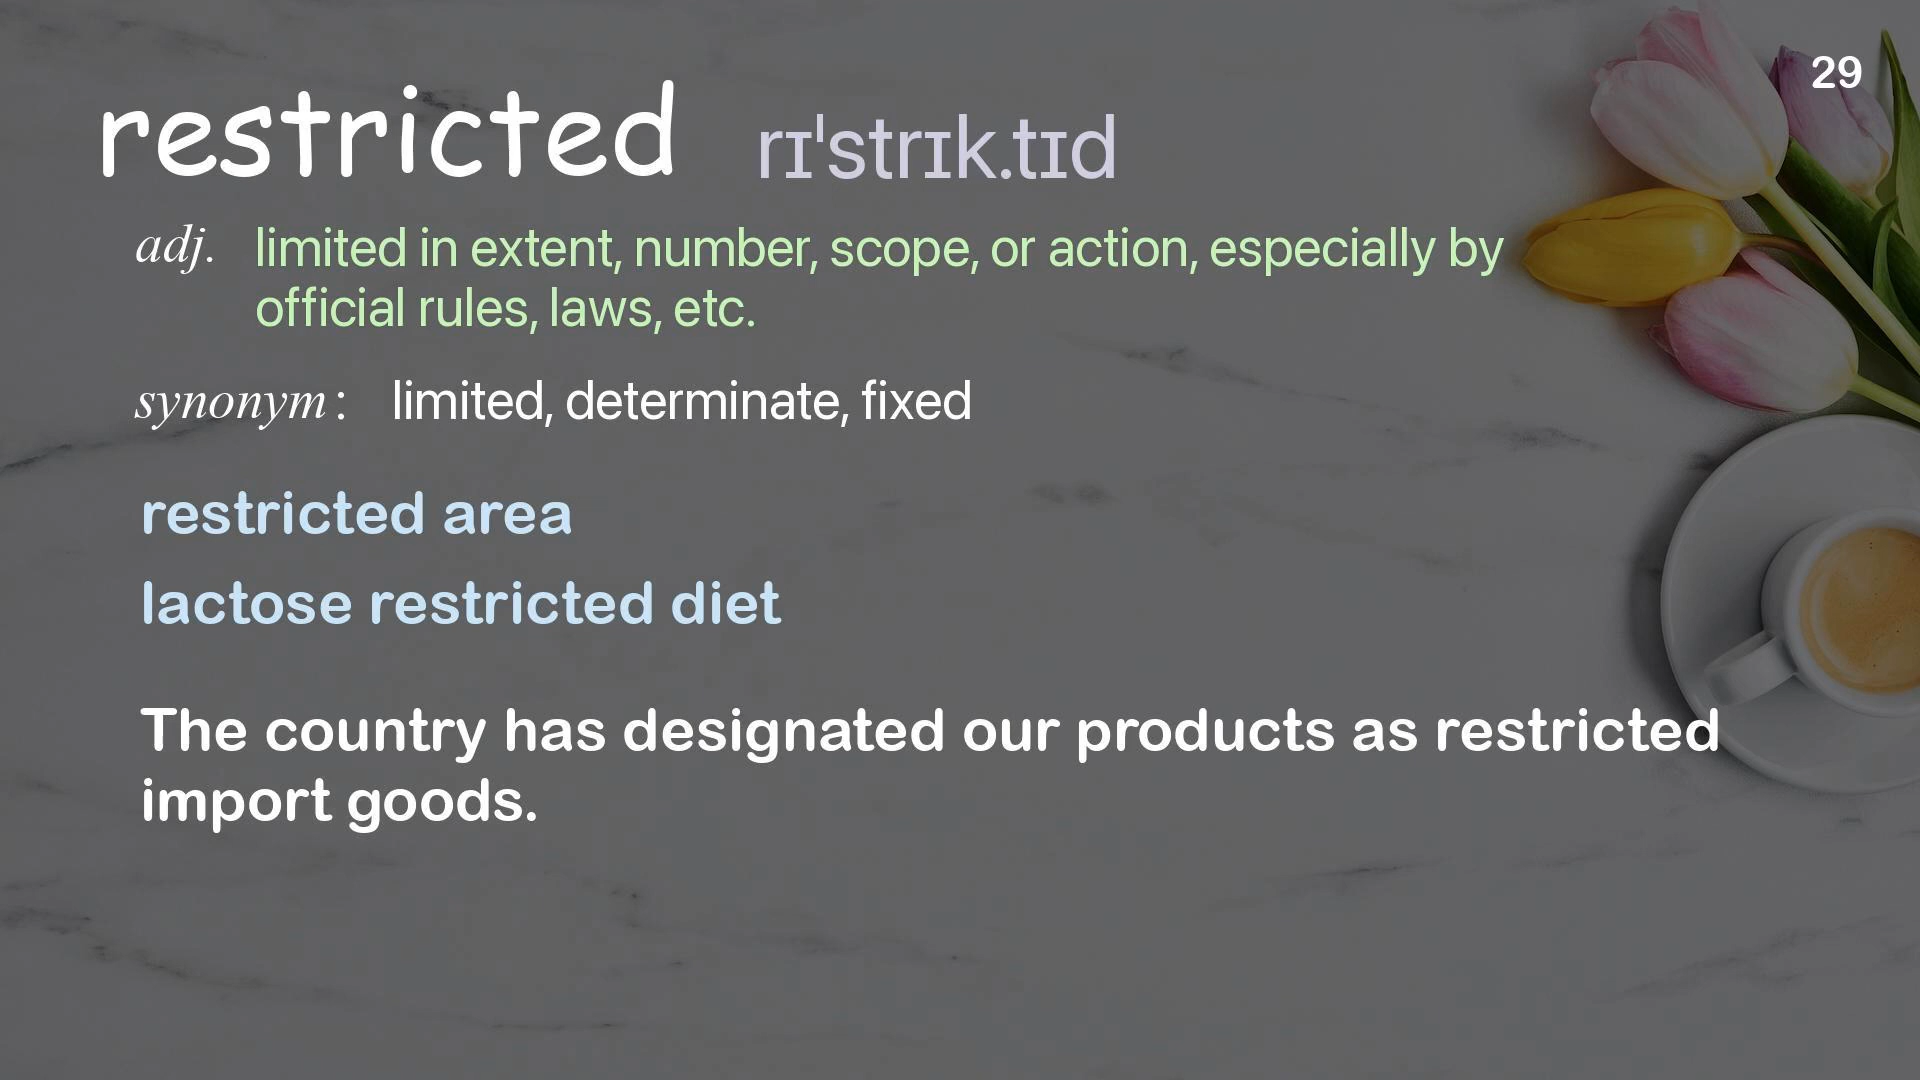 29
restricted rɪˈstrɪk.tɪd
adj. limited in extent, number, scope, or action, especially by
official rules, laws, etc.
synonym : limited, determinate, fixed
restricted area
lactose restricted diet
The country has designated our products as restricted
import goods.